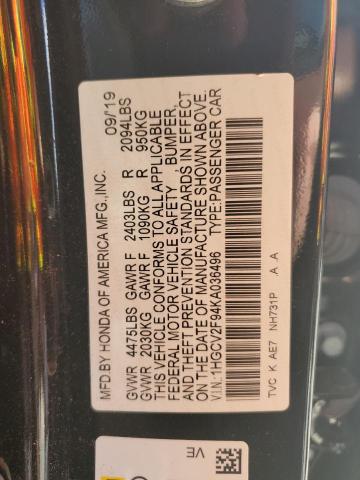 MFD.BY HONDA OF AMERICA MFG.,INC. 09/19
GVWR 4475LBS GAWR F 2403LBS R 2094LBS
GVWR 2030KG GAWR F 1090KG R 950KG
THIS VEHICLE CONFORMS TO ALL APPLICABLE
FEDERAL MOTOR VEHICLE SAFETY, BUMPER,
AND THEFT PREVENTION STANDARDS IN EFFECT
ON THE DATE OF MANUFACTURE SHOWN ABOVE.
V.I.N.:1HGCV2F94KA036496 TYPE:PASSENGER CAR
TVC K AE7 NH731P A .A
VE